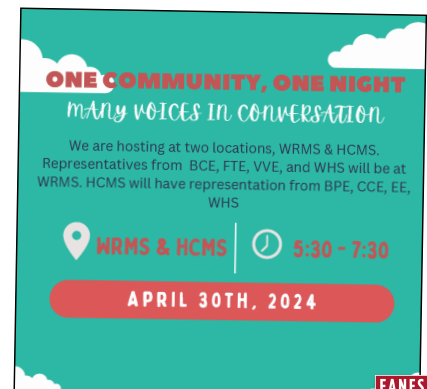 ONE COMMUNITY, ONE NIGHT
MANY VOICES IN CONVERSATION
We are hosting at two locations, WRMS & HCMS.
Representatives from BCE, FTE, VVE, and WHS will be at
WRMS. HCMS will have representation from BPE, CCE, EE,
WHS
WRMS & HCMS
5:30 - 7:30
APRIL 30TH, 2024
EANES